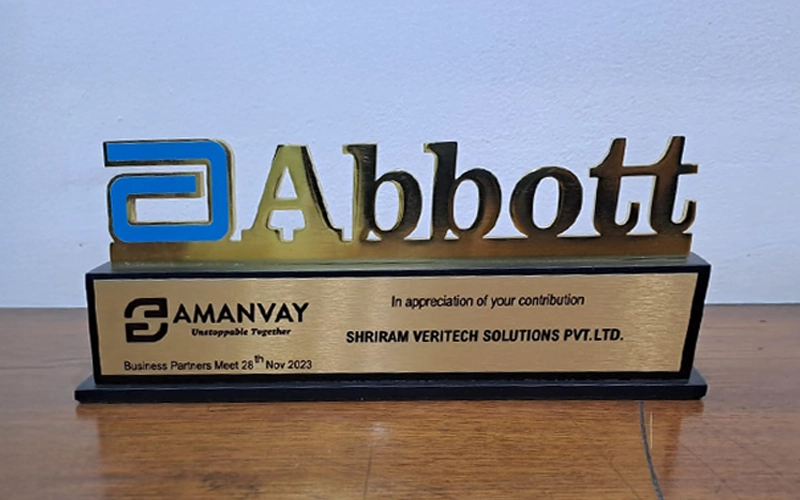 Abbott
SAMANVAY
Unstoppable Together
Business Partners Meet 28th Nov 2023
In appreciation of your contribution
SHRIRAM VERITECH SOLUTIONS PVT.LTD.